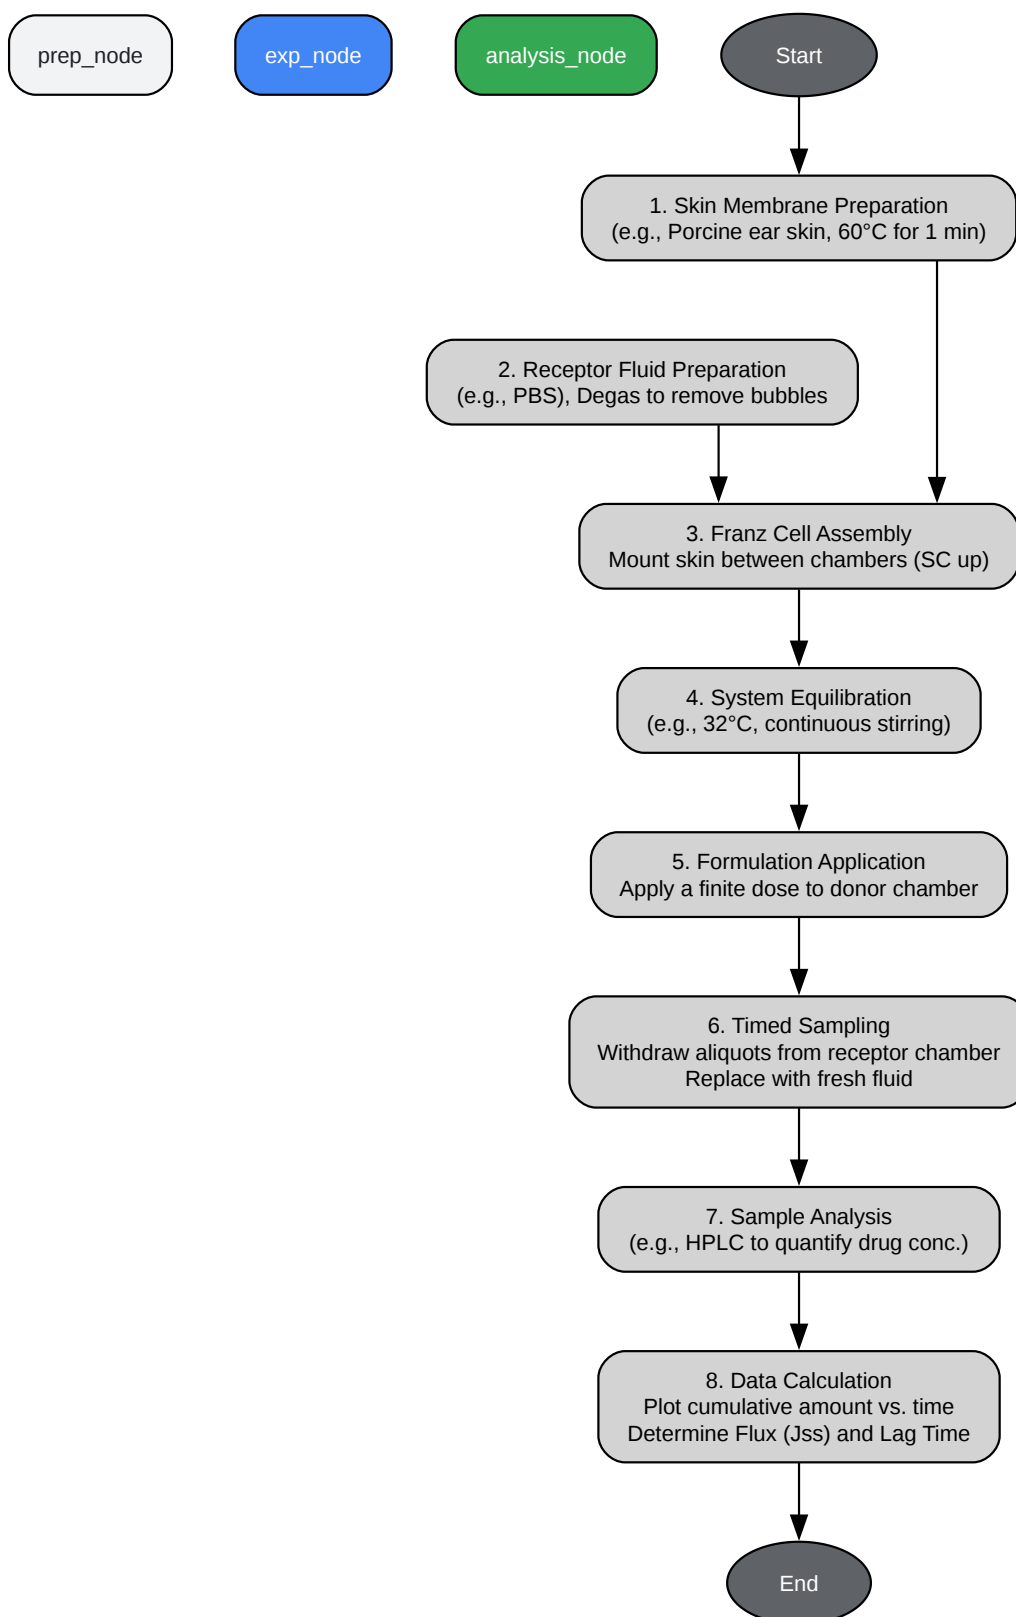 prep_node
exp_node
analysis_node
Start
1. Skin Membrane Preparation
(e.g., Porcine ear skin, 60°C for 1 min)
2. Receptor Fluid Preparation
(e.g., PBS), Degas to remove bubbles
3. Franz Cell Assembly
Mount skin between chambers (SC up)
4. System Equilibration
(e.g., 32°C, continuous stirring)
5. Formulation Application
Apply a finite dose to donor chamber
6. Timed Sampling
Withdraw aliquots from receptor chamber
Replace with fresh fluid
7. Sample Analysis
(e.g., HPLC to quantify drug conc.)
8. Data Calculation
Plot cumulative amount vs. time
Determine Flux (Jss) and Lag Time
End